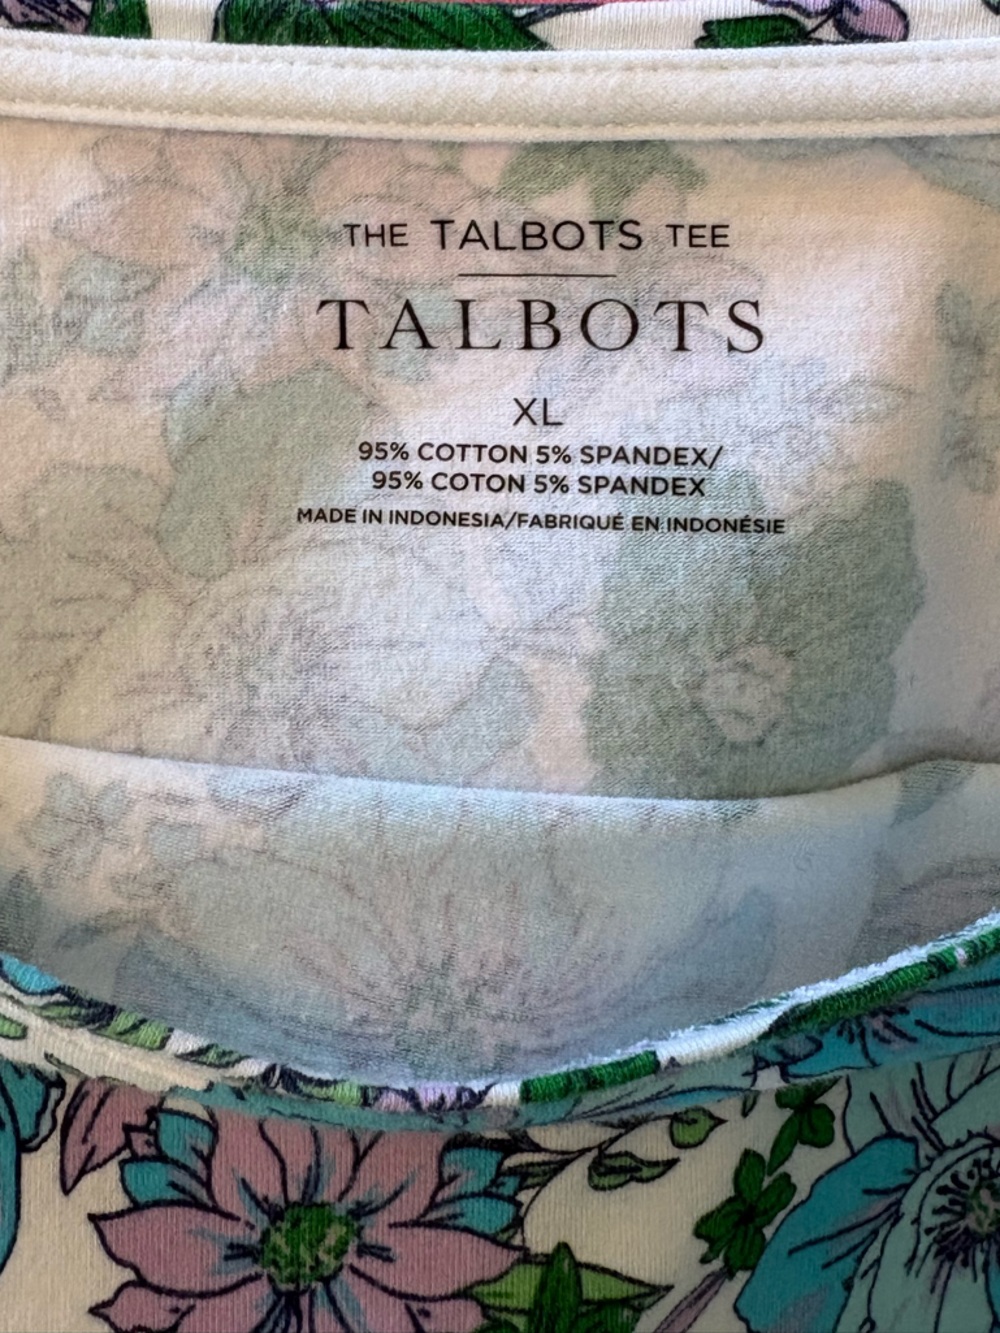 THE TALBOTS TEE
TALBOTS
XL
95% COTTON 5% SPANDEX/
95% COTON 5% SPANDEX
MADE IN INDONESIA/FABRIQUÉ EN INDONÉSIE